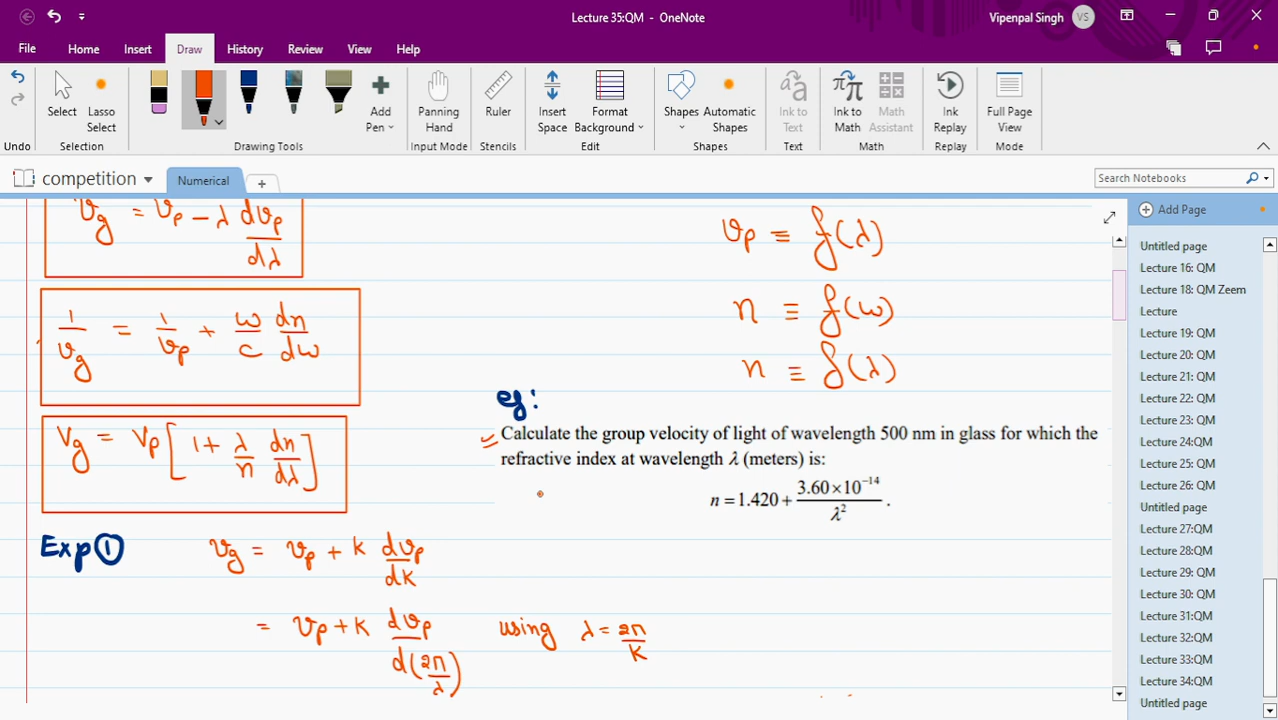 Lecture 35:QM - OneNote
Vipenpal Singh VS
File Home Insert Draw History Review View Help
Undo
Select
Lasso Select
Selection
Add Pen
Drawing Tools
Panning Hand
Input Mode
Ruler
Stencils
Insert Space
Format Background
Edit
Shapes
Automatic Shapes
Shapes
Ink to Text
Text
Ink to Math
Math Assistant
Math
Ink Replay
Replay
Full Page View
Mode
competition
Numerical
Search Notebooks
Vg = Vp - λ dVp/dλ
1/Vg = 1/Vp + ω/c dn/dω
Vg = Vp [1 + λ/n dn/dλ]
Vp ≡ f(λ)
n ≡ f(ω)
n ≡ f(λ)
eg:
Calculate the group velocity of light of wavelength 500 nm in glass for which the
refractive index at wavelength λ (meters) is:
n = 1.420 + 3.60×10⁻¹⁴/λ² .
Exp ①
Vg = Vp + k dVp/dk
= Vp + k dVp/d(2π/λ) using λ = 2π/k
Add Page
Untitled page
Lecture 16: QM
Lecture 18: QM Zeem
Lecture
Lecture 19: QM
Lecture 20: QM
Lecture 21: QM
Lecture 22: QM
Lecture 23: QM
Lecture 24:QM
Lecture 25: QM
Lecture 26: QM
Untitled page
Lecture 27:QM
Lecture 28:QM
Lecture 29: QM
Lecture 30: QM
Lecture 31:QM
Lecture 32:QM
Lecture 33:QM
Lecture 34:QM
Untitled page